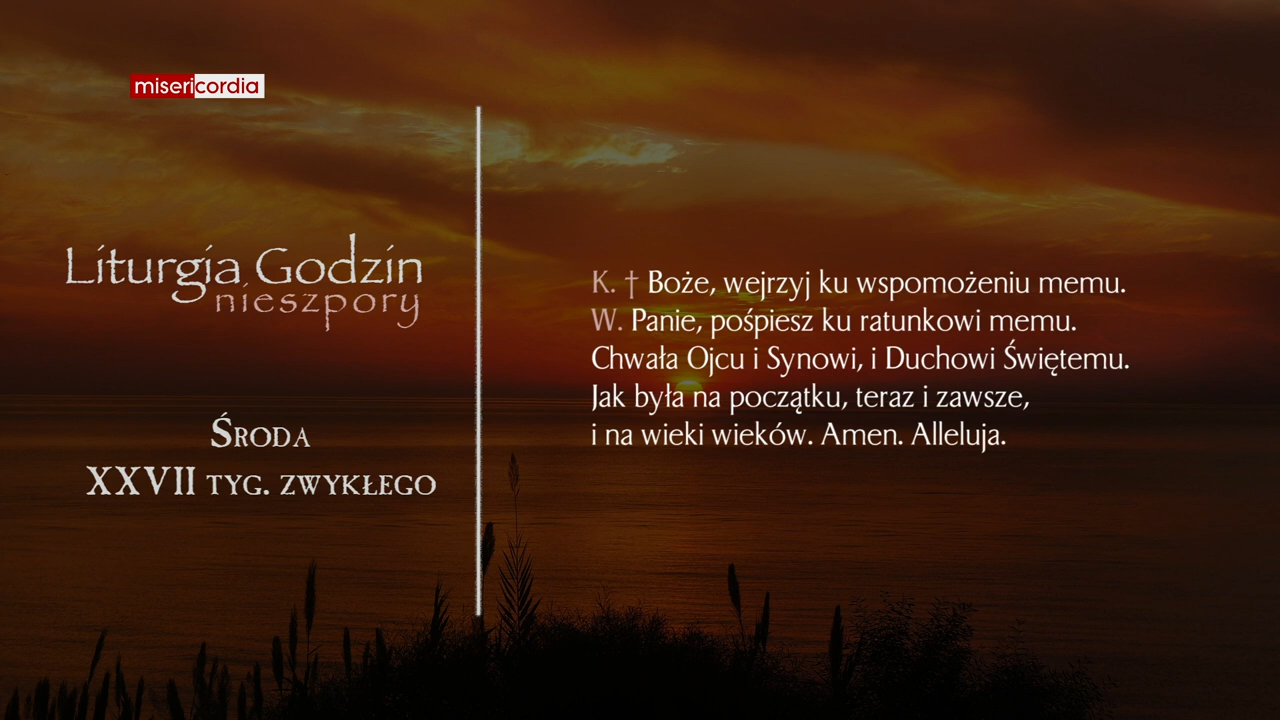 misericordia
Liturgia Godzin
nieszpory
Środa
XXVII tyg. zwykłego
K. † Boże, wejrzyj ku wspomożeniu memu.
W. Panie, pośpiesz ku ratunkowi memu.
Chwała Ojcu i Synowi, i Duchowi Świętemu.
Jak była na początku, teraz i zawsze,
i na wieki wieków. Amen. Alleluja.